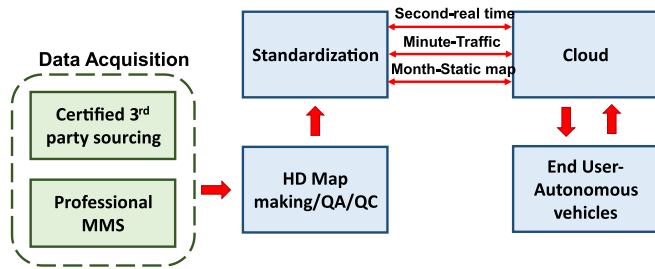 Data Acquisition
Certified 3rd
party sourcing
Professional
MMS
HD Map
making/QA/QC
Standardization
Second-real time
Minute-Traffic
Month-Static map
Cloud
End User-
Autonomous
vehicles